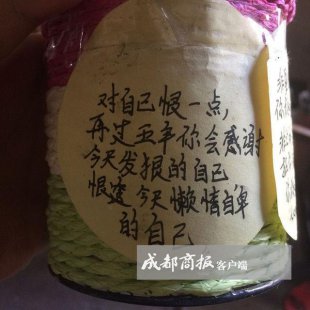 对自己恨一点,
再过五年你会感谢
今天发狠的自己
恨透今天懒惰自卑
的自己
成都商报客户端